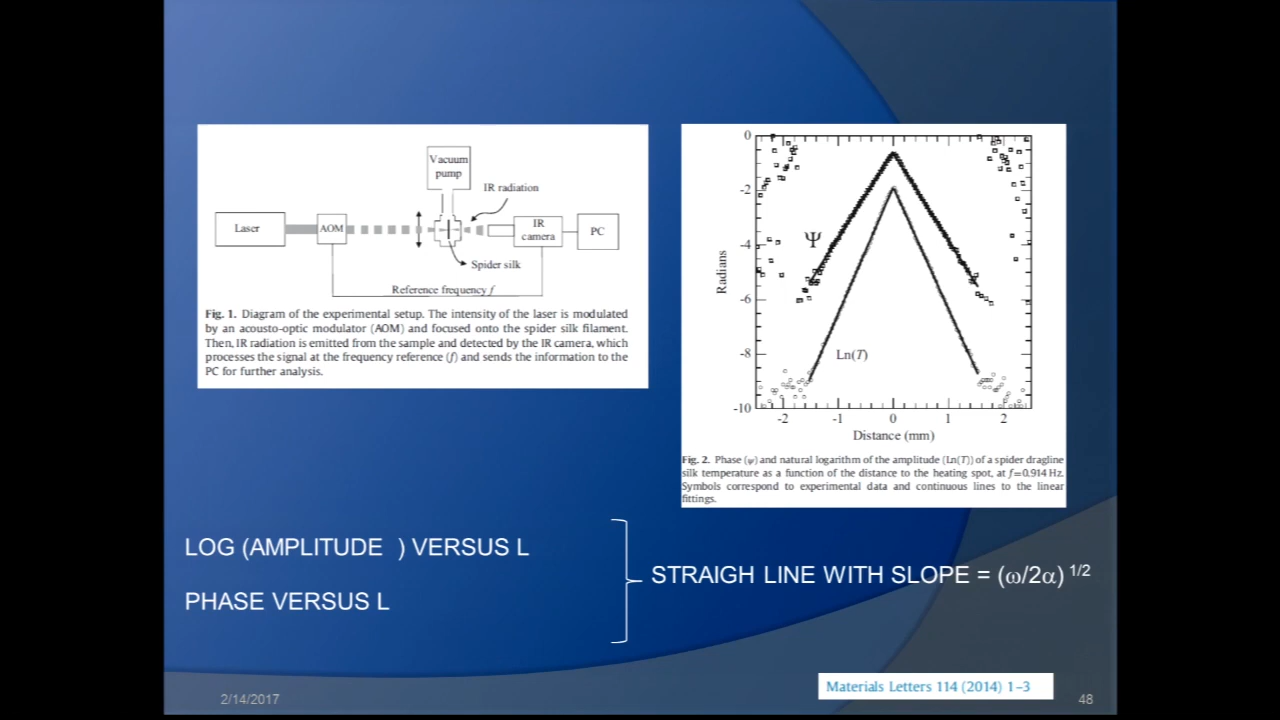 Vacuum
pump
IR radiation
Laser
AOM
IR
camera
PC
Spider silk
Reference frequency f
Fig. 1. Diagram of the experimental setup. The intensity of the laser is modulated
by an acousto-optic modulator (AOM) and focused onto the spider silk filament.
Then, IR radiation is emitted from the sample and detected by the IR camera, which
processes the signal at the frequency reference (f) and sends the information to the
PC for further analysis.
0
-2
-4
-6
-8
-10
Radians
Ψ
Ln(T)
-2 -1 0 1 2
Distance (mm)
Fig. 2. Phase (ψ) and natural logarithm of the amplitude (Ln(T)) of a spider dragline
silk temperature as a function of the distance to the heating spot, at f=0.914 Hz.
Symbols correspond to experimental data and continuous lines to the linear
fittings.
LOG (AMPLITUDE ) VERSUS L
PHASE VERSUS L
STRAIGH LINE WITH SLOPE = (ω/2α) 1/2
Materials Letters 114 (2014) 1–3
2/14/2017
48